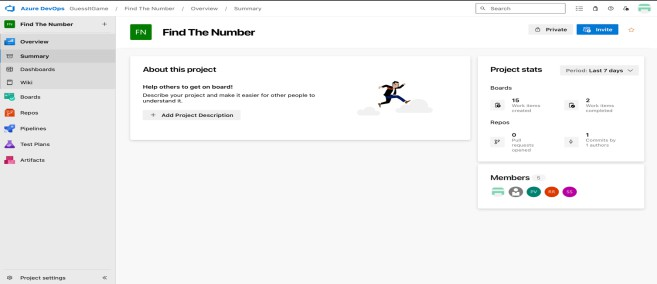 Azure DevOps GuessItGame / Find The Number / Overview / Summary
Search
FN Find The Number +
Overview
Summary
Dashboards
Wiki
Boards
Repos
Pipelines
Test Plans
Artifacts
Project settings
FN Find The Number
Private
Invite
About this project
Help others to get on board!
Describe your project and make it easier for other people to
understand it.
+ Add Project Description
Project stats
Period: Last 7 days
Boards
15
Work items
created
2
Work items
completed
Repos
0
Pull
requests
opened
1
Commits by
1 authors
Members 5
PV
SS